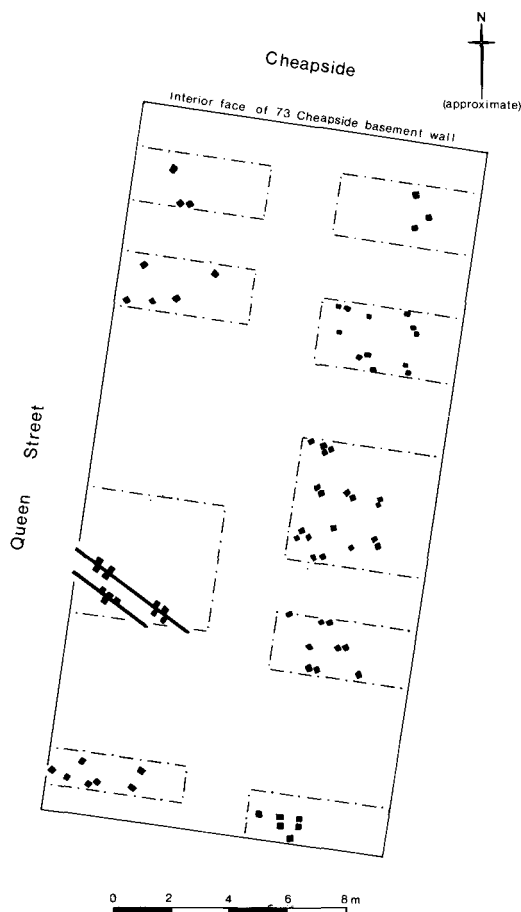 N
Cheapside
(approximate)
Interior face of 73 Cheapside basement wall
Queen Street
0 2 4 6 8 m